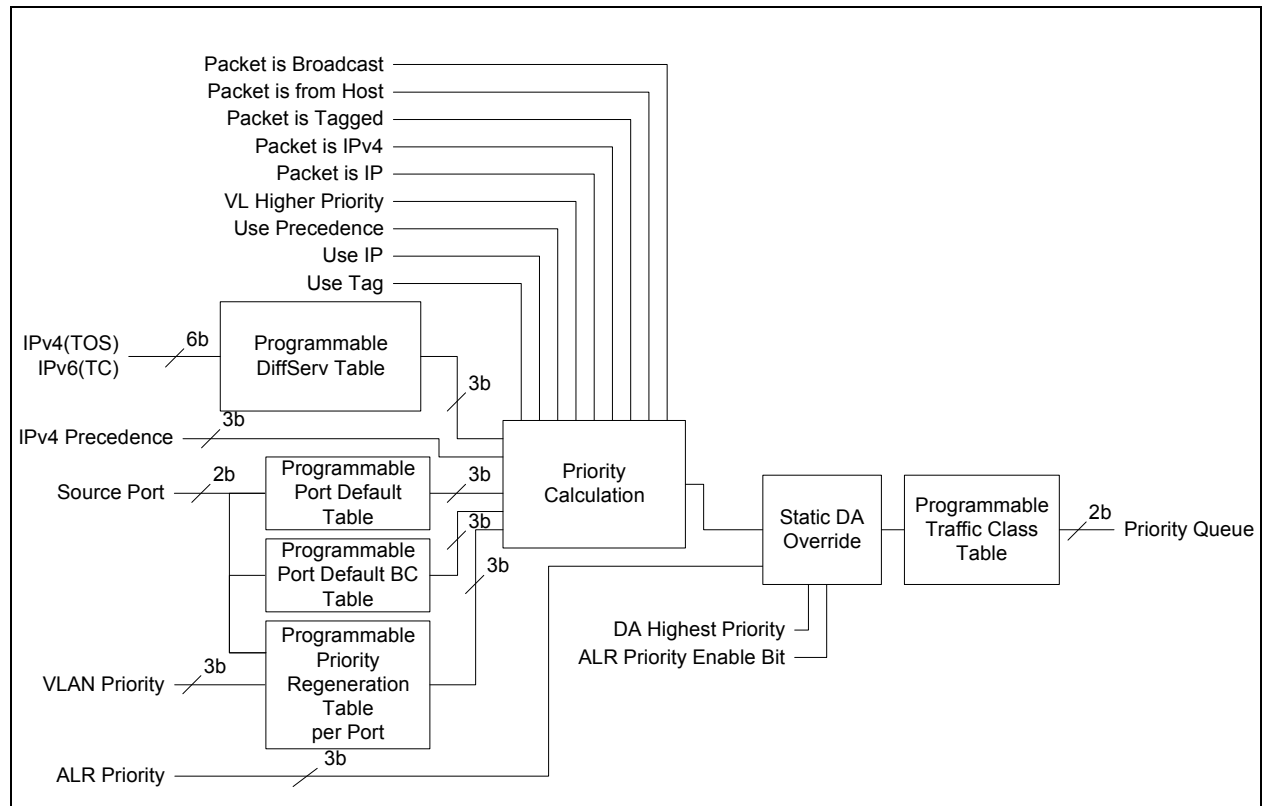 Packet is Broadcast
Packet is from Host
Packet is Tagged
Packet is IPv4
Packet is IP
VL Higher Priority
Use Precedence
Use IP
Use Tag
IPv4(TOS)
IPv6(TC)
6b
Programmable
DiffServ Table
3b
IPv4 Precedence
3b
Source Port
2b
Programmable
Port Default
Table
3b
Programmable
Port Default BC
Table
3b
VLAN Priority
3b
Programmable
Priority
Regeneration
Table
per Port
3b
ALR Priority
3b
Priority
Calculation
Static DA
Override
DA Highest Priority
ALR Priority Enable Bit
Programmable
Traffic Class
Table
2b
Priority Queue